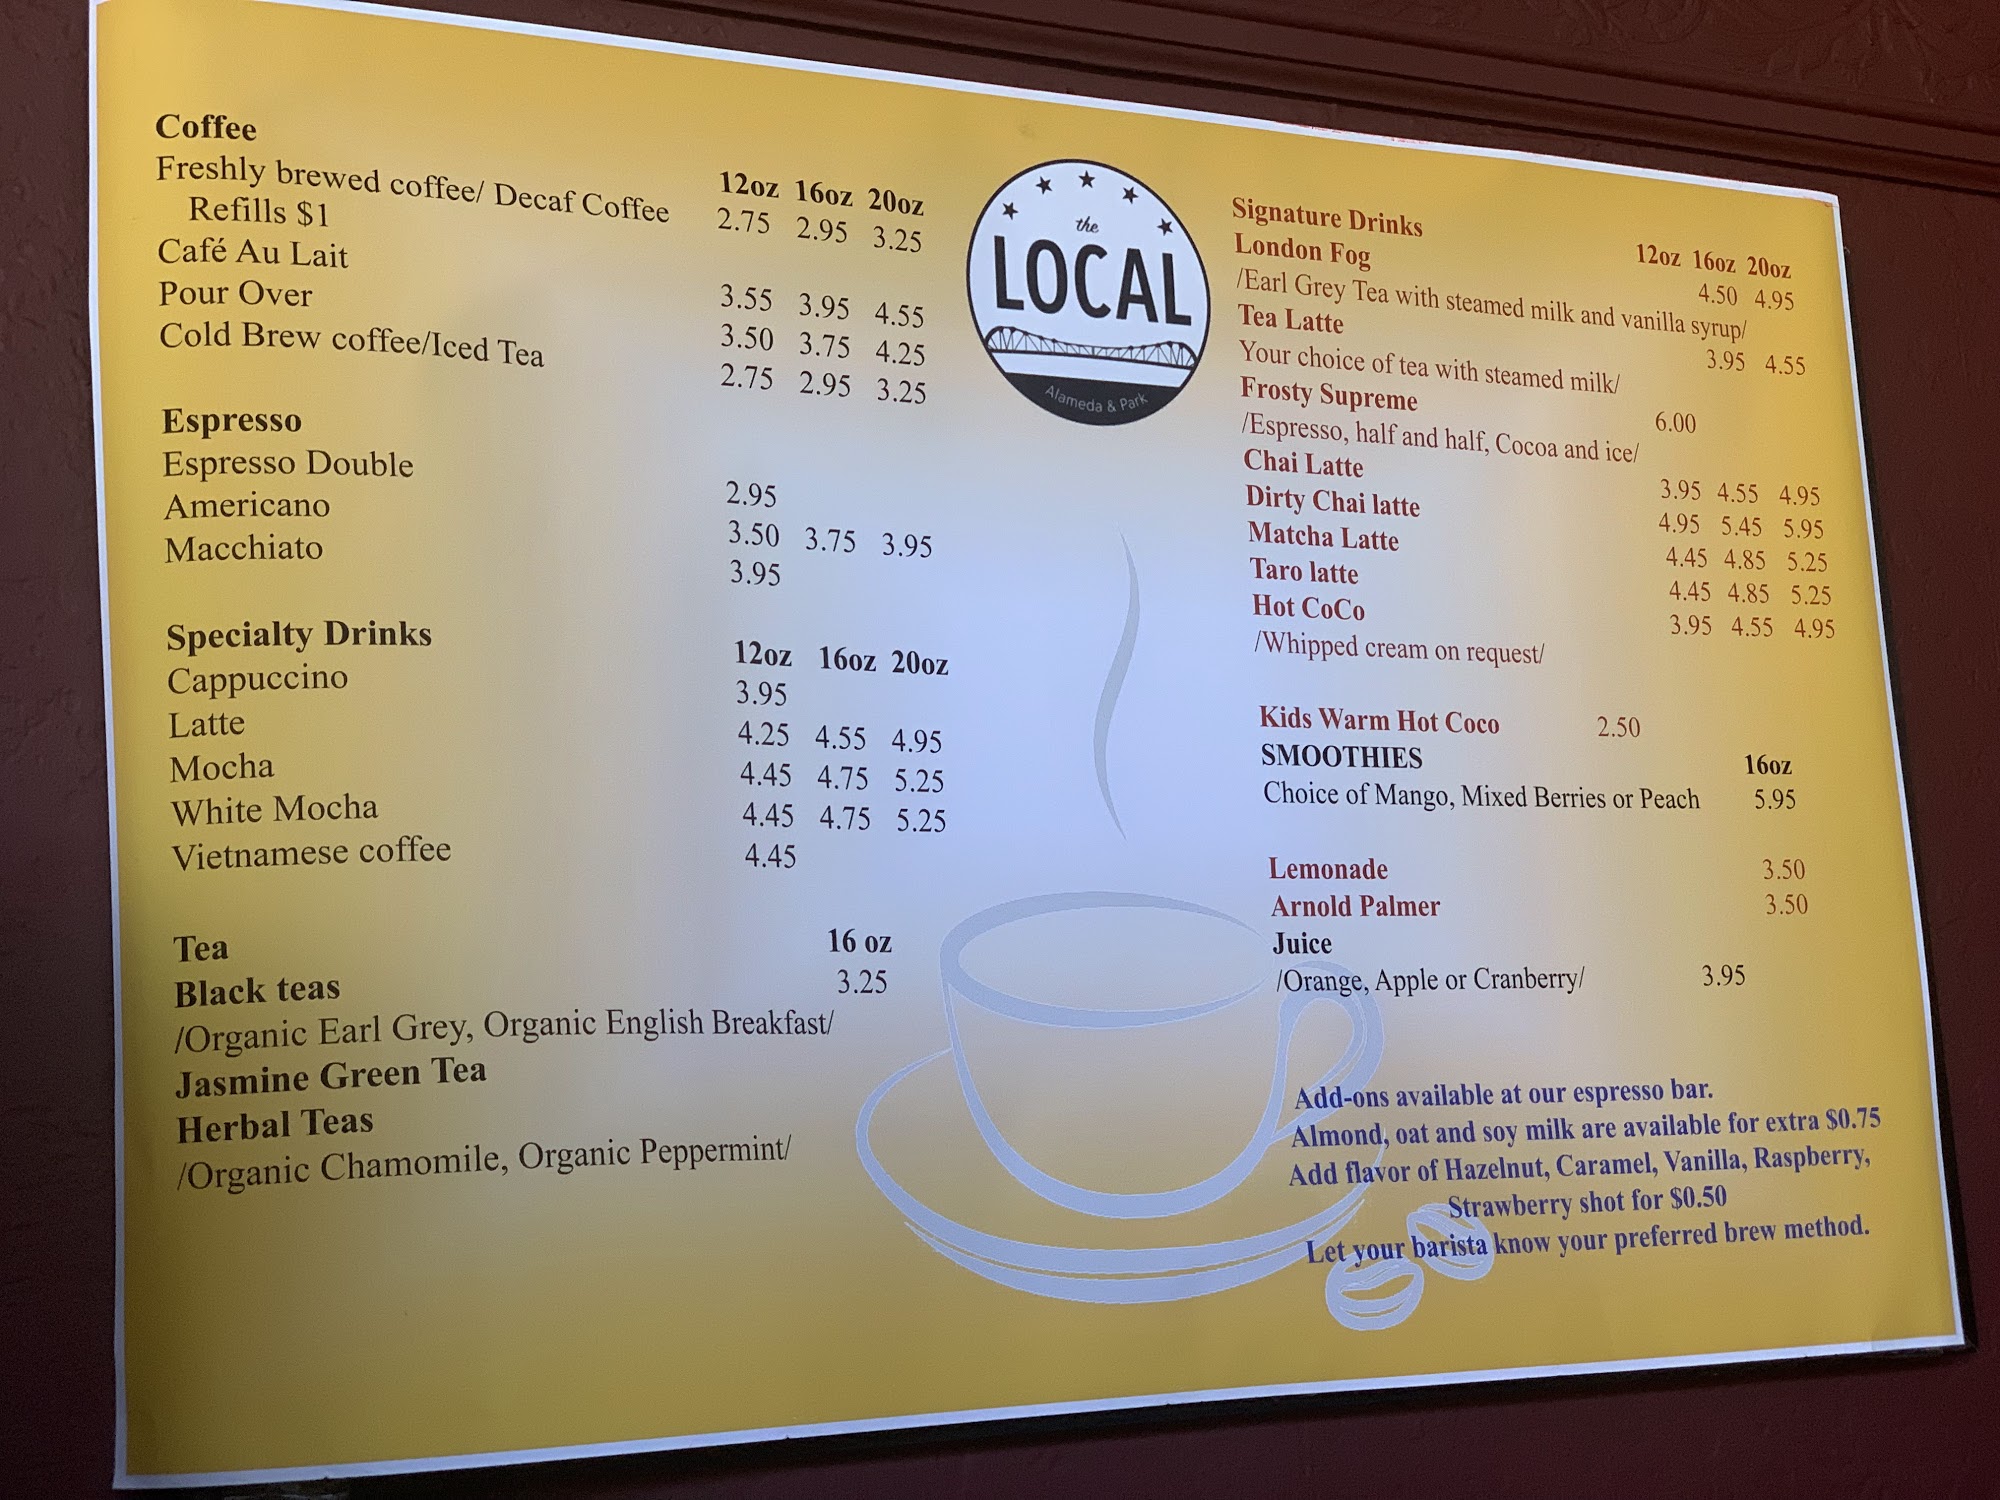 Coffee
12oz 16oz 20oz
Freshly brewed coffee/ Decaf Coffee 2.75 2.95 3.25
Refills $1
Café Au Lait 3.55 3.95 4.55
Pour Over 3.50 3.75 4.25
Cold Brew coffee/Iced Tea 2.75 2.95 3.25
Espresso
Espresso Double 2.95
Americano 3.50 3.75 3.95
Macchiato 3.95
Specialty Drinks 12oz 16oz 20oz
Cappuccino 3.95
Latte 4.25 4.55 4.95
Mocha 4.45 4.75 5.25
White Mocha 4.45 4.75 5.25
Vietnamese coffee 4.45
Tea 16 oz
Black teas 3.25
/Organic Earl Grey, Organic English Breakfast/
Jasmine Green Tea
Herbal Teas
/Organic Chamomile, Organic Peppermint/
the
LOCAL
Alameda & Park
Signature Drinks 12oz 16oz 20oz
London Fog 4.50 4.95
/Earl Grey Tea with steamed milk and vanilla syrup/
Tea Latte 3.95 4.55
Your choice of tea with steamed milk/
Frosty Supreme 6.00
/Espresso, half and half, Cocoa and ice/
Chai Latte 3.95 4.55 4.95
Dirty Chai latte 4.95 5.45 5.95
Matcha Latte 4.45 4.85 5.25
Taro latte 4.45 4.85 5.25
Hot CoCo 3.95 4.55 4.95
/Whipped cream on request/
Kids Warm Hot Coco 2.50
SMOOTHIES 16oz
Choice of Mango, Mixed Berries or Peach 5.95
Lemonade 3.50
Arnold Palmer 3.50
Juice
/Orange, Apple or Cranberry/ 3.95
Add-ons available at our espresso bar.
Almond, oat and soy milk are available for extra $0.75
Add flavor of Hazelnut, Caramel, Vanilla, Raspberry,
Strawberry shot for $0.50
Let your barista know your preferred brew method.